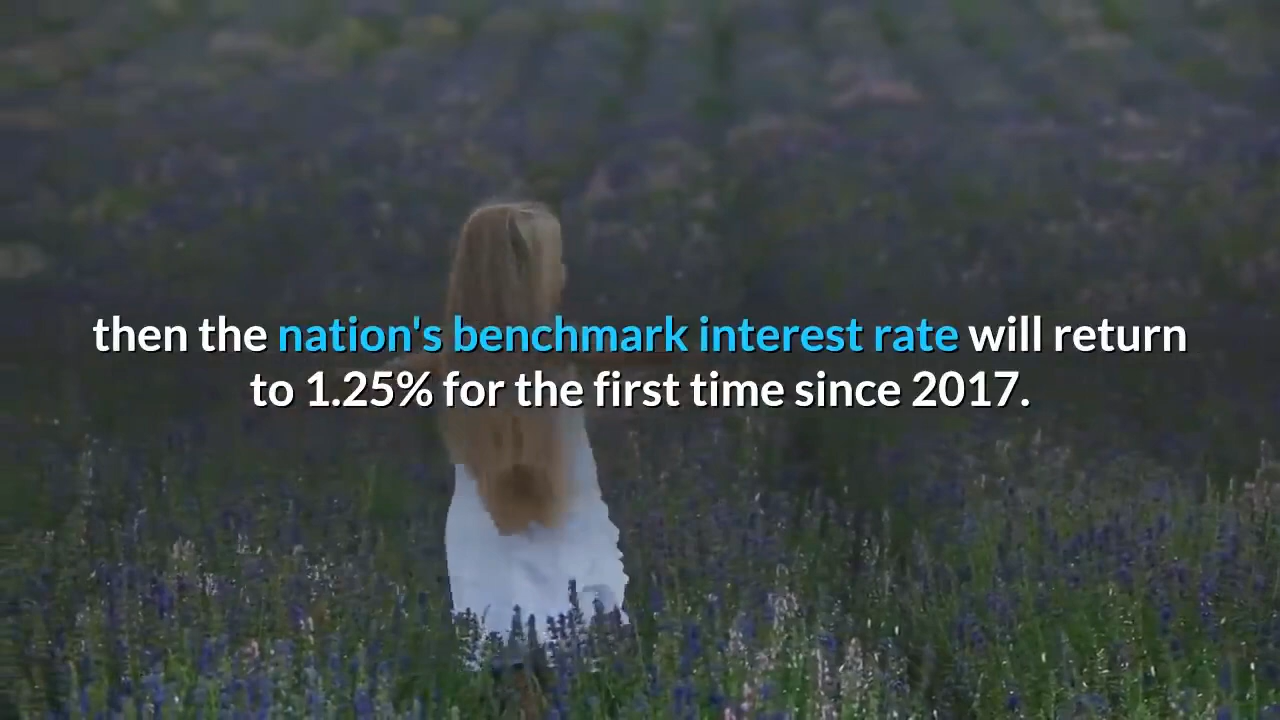 then the nation's benchmark interest rate will return
to 1.25% for the first time since 2017.